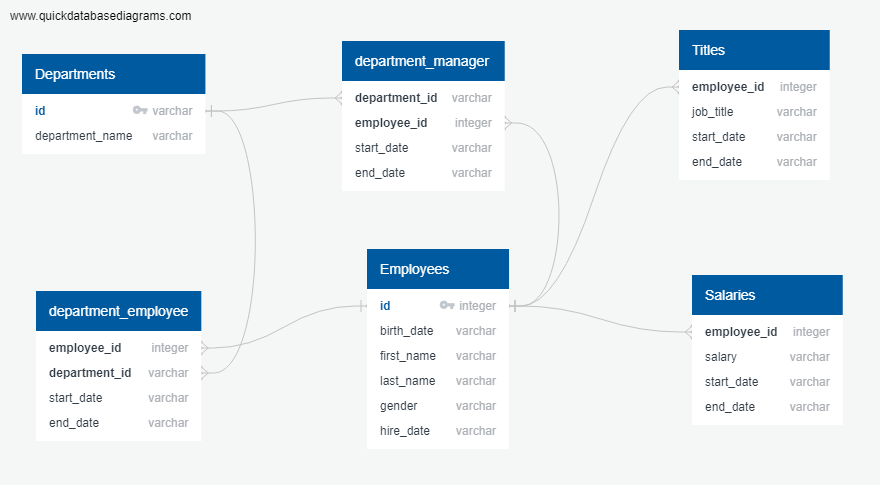 www.quickdatabasediagrams.com
Departments
id varchar
department_name varchar
department_manager
department_id varchar
employee_id integer
start_date varchar
end_date varchar
Titles
employee_id integer
job_title varchar
start_date varchar
end_date varchar
department_employee
employee_id integer
department_id varchar
start_date varchar
end_date varchar
Employees
id integer
birth_date varchar
first_name varchar
last_name varchar
gender varchar
hire_date varchar
Salaries
employee_id integer
salary varchar
start_date varchar
end_date varchar